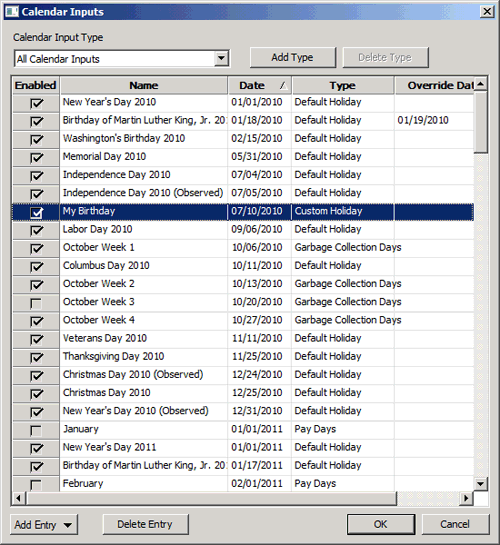 Calendar Inputs
Calendar Input Type
All Calendar Inputs Add Type Delete Type
Enabled Name Date Type Override Dat
New Year's Day 2010 01/01/2010 Default Holiday
Birthday of Martin Luther King, Jr. 20 01/18/2010 Default Holiday 01/19/2010
Washington's Birthday 2010 02/15/2010 Default Holiday
Memorial Day 2010 05/31/2010 Default Holiday
Independence Day 2010 07/04/2010 Default Holiday
Independence Day 2010 (Observed) 07/05/2010 Default Holiday
My Birthday 07/10/2010 Custom Holiday
Labor Day 2010 09/06/2010 Default Holiday
October Week 1 10/06/2010 Garbage Collection Days
Columbus Day 2010 10/11/2010 Default Holiday
October Week 2 10/13/2010 Garbage Collection Days
October Week 3 10/20/2010 Garbage Collection Days
October Week 4 10/27/2010 Garbage Collection Days
Veterans Day 2010 11/11/2010 Default Holiday
Thanksgiving Day 2010 11/25/2010 Default Holiday
Christmas Day 2010 (Observed) 12/24/2010 Default Holiday
Christmas Day 2010 12/25/2010 Default Holiday
New Year's Day 2010 (Observed) 12/31/2010 Default Holiday
January 01/01/2011 Pay Days
New Year's Day 2011 01/01/2011 Default Holiday
Birthday of Martin Luther King, Jr. 20 01/17/2011 Default Holiday
February 02/01/2011 Pay Days
Add Entry Delete Entry OK Cancel